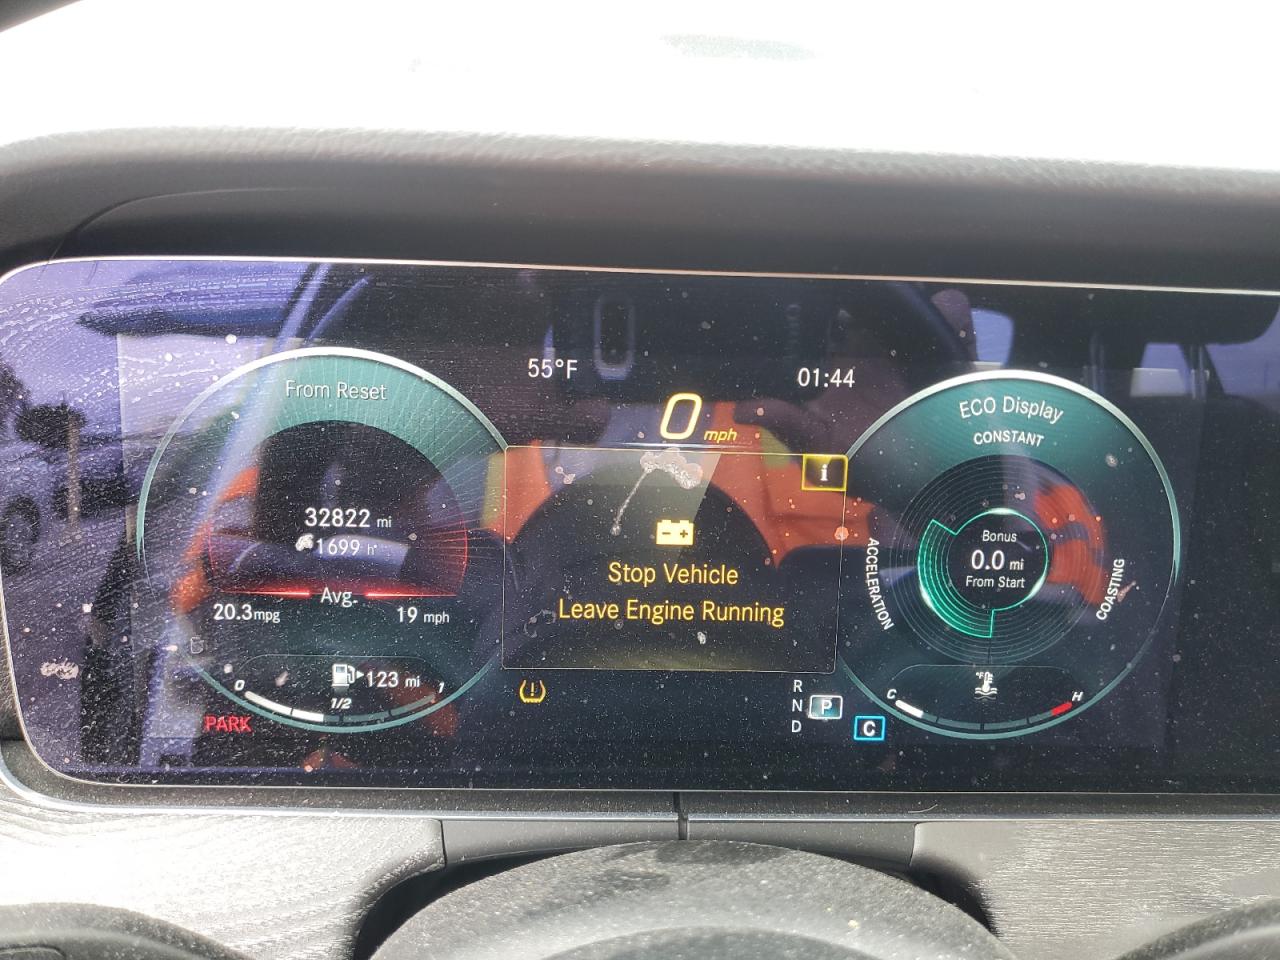 From Reset
32822 mi
1699 h
Avg.
20.3mpg 19 mph
123 mi
0 1/2 1
PARK
55°F
01:44
0 mph
i
Stop Vehicle
Leave Engine Running
R
N P
D C
ECO Display
CONSTANT
ACCELERATION
COASTING
Bonus
0.0 mi
From Start
°F
C H